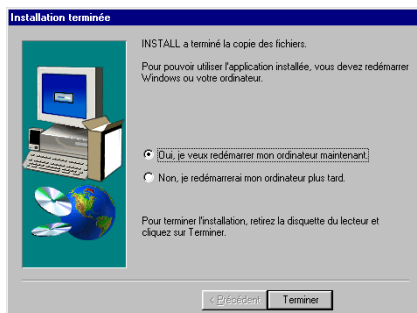 Installation terminée
INSTALL a terminé la copie des fichiers.
Pour pouvoir utiliser l'application installée, vous devez redémarrer
Windows ou votre ordinateur.
Oui, je veux redémarrer mon ordinateur maintenant.
Non, je redémarrerai mon ordinateur plus tard.
Pour terminer l'installation, retirez la disquette du lecteur et
cliquez sur Terminer.
< Précédent Terminer